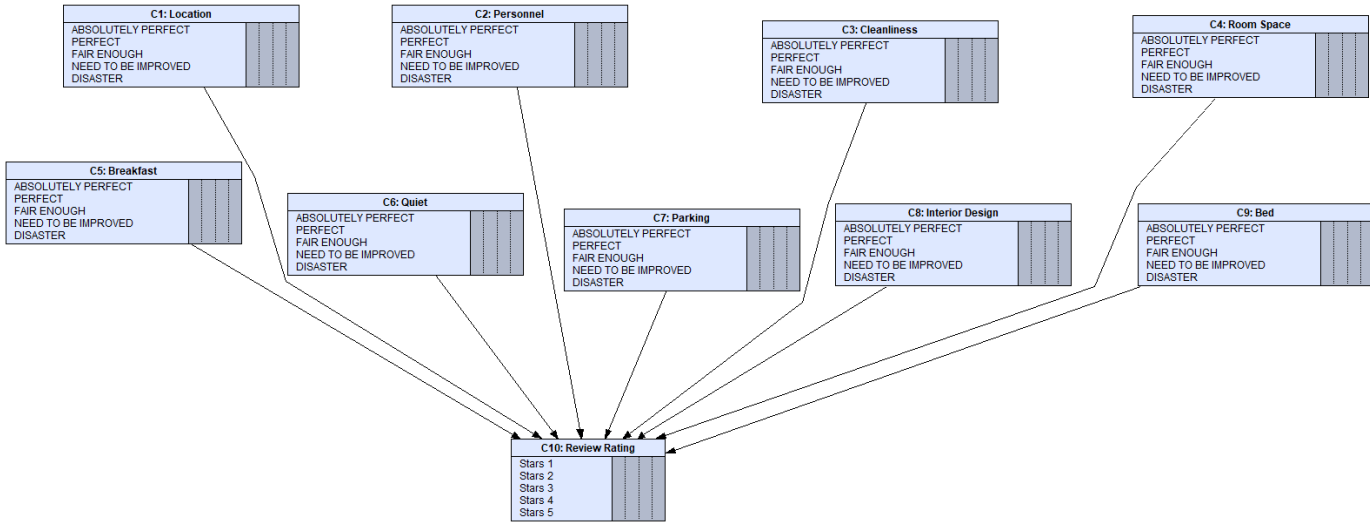 C1: Location
ABSOLUTELY PERFECT
PERFECT
FAIR ENOUGH
NEED TO BE IMPROVED
DISASTER
C2: Personnel
ABSOLUTELY PERFECT
PERFECT
FAIR ENOUGH
NEED TO BE IMPROVED
DISASTER
C3: Cleanliness
ABSOLUTELY PERFECT
PERFECT
FAIR ENOUGH
NEED TO BE IMPROVED
DISASTER
C4: Room Space
ABSOLUTELY PERFECT
PERFECT
FAIR ENOUGH
NEED TO BE IMPROVED
DISASTER
C5: Breakfast
ABSOLUTELY PERFECT
PERFECT
FAIR ENOUGH
NEED TO BE IMPROVED
DISASTER
C6: Quiet
ABSOLUTELY PERFECT
PERFECT
FAIR ENOUGH
NEED TO BE IMPROVED
DISASTER
C7: Parking
ABSOLUTELY PERFECT
PERFECT
FAIR ENOUGH
NEED TO BE IMPROVED
DISASTER
C8: Interior Design
ABSOLUTELY PERFECT
PERFECT
FAIR ENOUGH
NEED TO BE IMPROVED
DISASTER
C9: Bed
ABSOLUTELY PERFECT
PERFECT
FAIR ENOUGH
NEED TO BE IMPROVED
DISASTER
C10: Review Rating
Stars 1
Stars 2
Stars 3
Stars 4
Stars 5